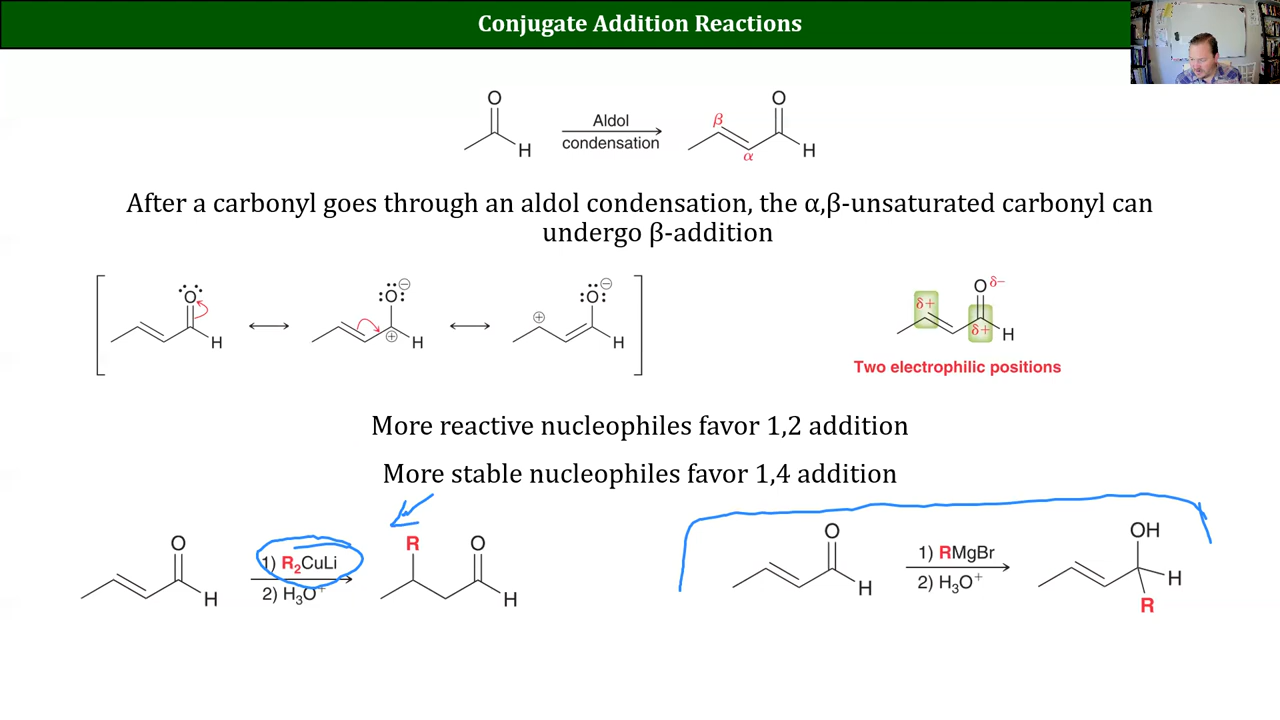 Conjugate Addition Reactions
O
H
Aldol
condensation
β
α
O
H
After a carbonyl goes through an aldol condensation, the α,β-unsaturated carbonyl can
undergo β-addition
O
H
⊖
O
⊕
H
⊖
O
⊕
H
O
δ−
δ+
δ+
H
Two electrophilic positions
More reactive nucleophiles favor 1,2 addition
More stable nucleophiles favor 1,4 addition
O
H
1) R₂CuLi
2) H₃O⁺
R
O
H
O
H
1) RMgBr
2) H₃O⁺
OH
H
R